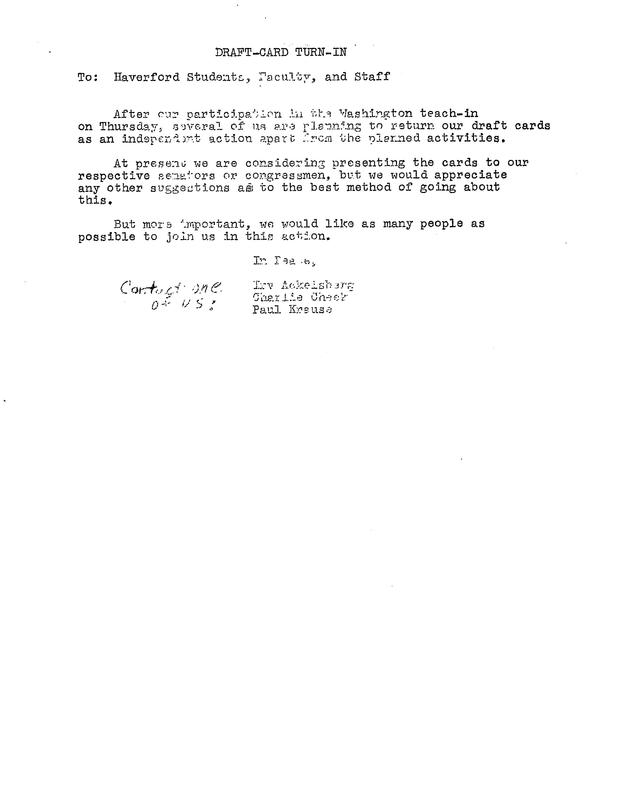 DRAFT-CARD TURN-IN
To: Haverford Students, Faculty, and Staff
After our participation in the Washington teach-in
on Thursday, several of us are planning to return our draft cards
as an independent action apart from the planned activities.
At present we are considering presenting the cards to our
respective senators or congressmen, but we would appreciate
any other suggestions as to the best method of going about
this.
But more important, we would like as many people as
possible to join us in this action.
In Peace,
Contact one
of us:
Irv Ackelsberg
Charlie Cheek
Paul Krause